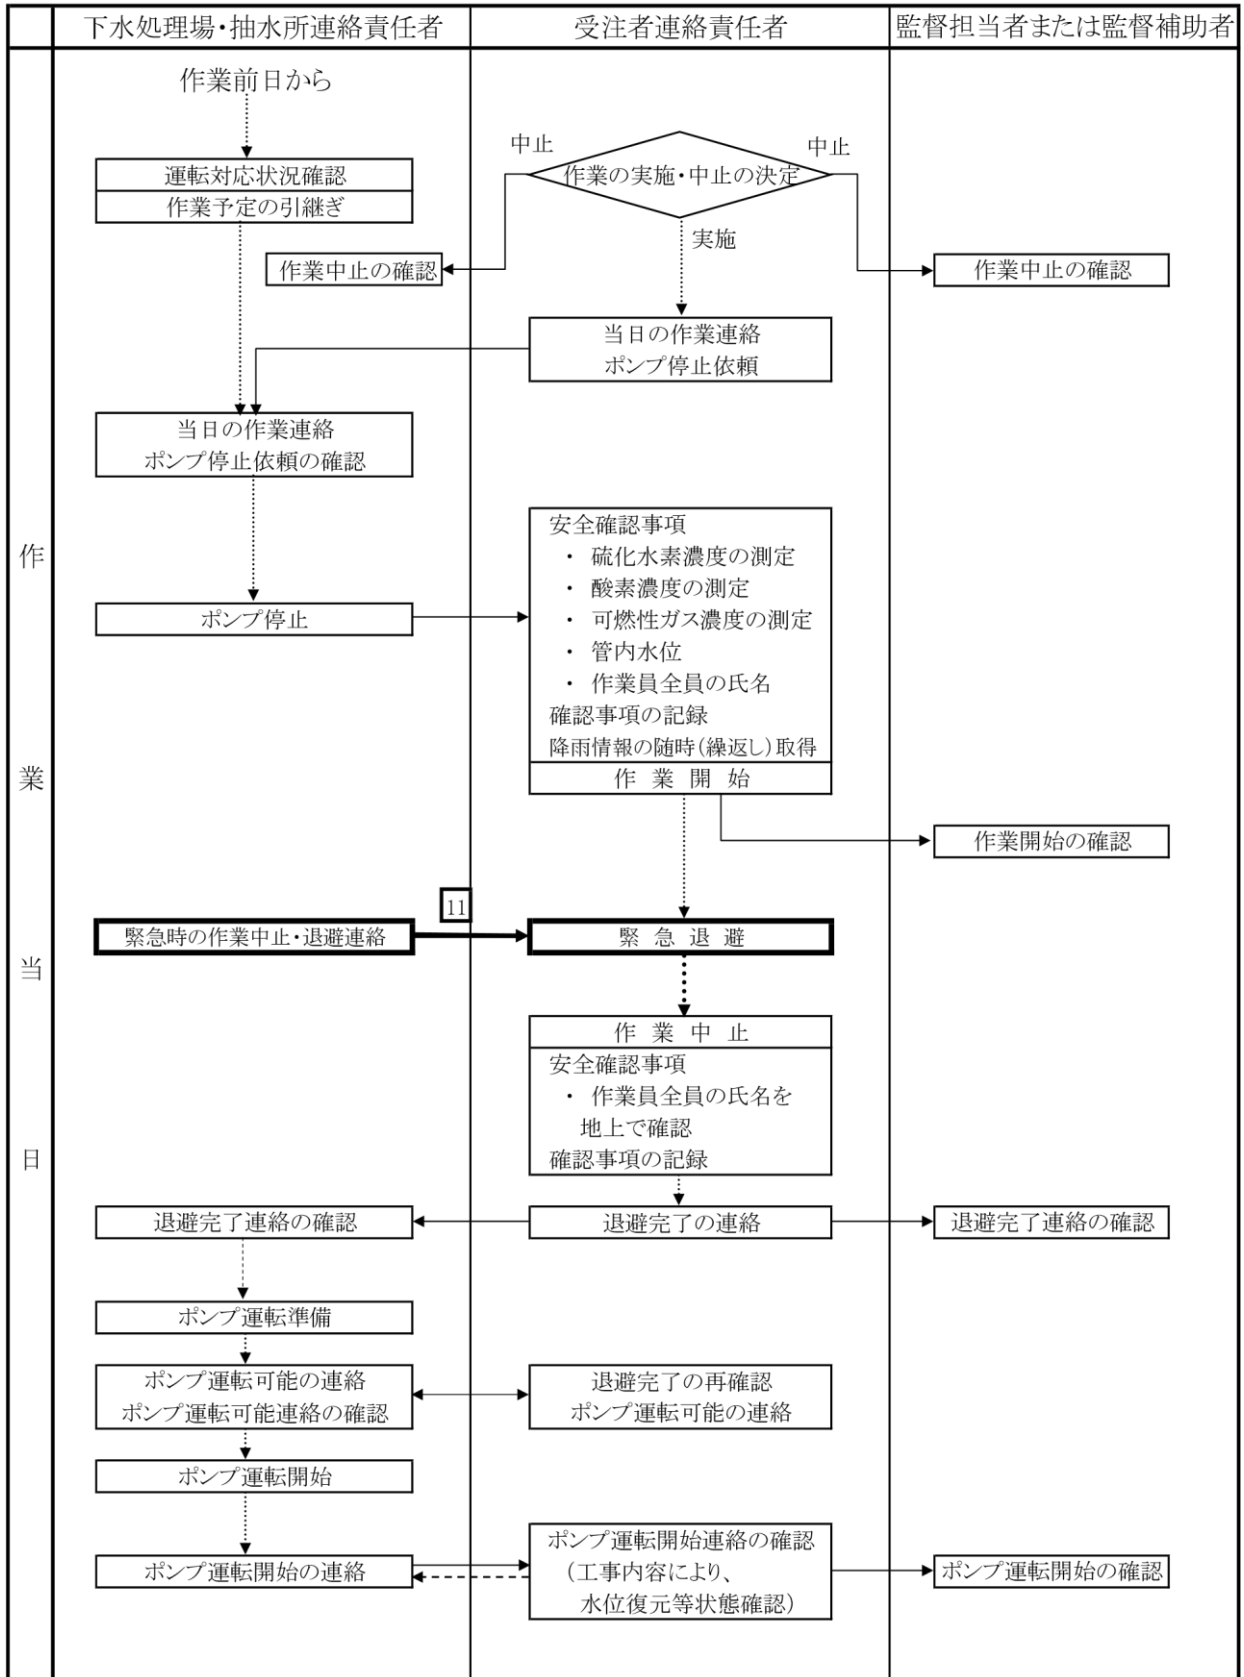 下水処理場・抽水所連絡責任者
受注者連絡責任者
監督担当者または監督補助者
作業当日
作業前日から
運転対応状況確認
作業予定の引継ぎ
中止
作業の実施・中止の決定
中止
実施
作業中止の確認
作業中止の確認
当日の作業連絡
ポンプ停止依頼
当日の作業連絡
ポンプ停止依頼の確認
ポンプ停止
安全確認事項
・ 硫化水素濃度の測定
・ 酸素濃度の測定
・ 可燃性ガス濃度の測定
・ 管内水位
・ 作業員全員の氏名
確認事項の記録
降雨情報の随時(繰返し)取得
作 業 開 始
作業開始の確認
11
緊急時の作業中止・退避連絡
緊 急 退 避
作 業 中 止
安全確認事項
・ 作業員全員の氏名を
地上で確認
確認事項の記録
退避完了連絡の確認
退避完了の連絡
退避完了連絡の確認
ポンプ運転準備
ポンプ運転可能の連絡
ポンプ運転可能連絡の確認
退避完了の再確認
ポンプ運転可能の連絡
ポンプ運転開始
ポンプ運転開始の連絡
ポンプ運転開始連絡の確認
(工事内容により、
水位復元等状態確認)
ポンプ運転開始の確認